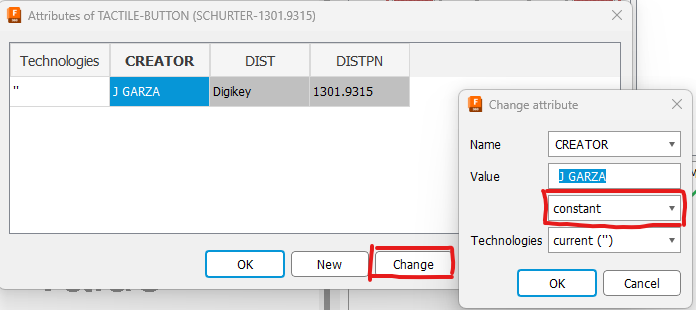 Attributes of TACTILE-BUTTON (SCHURTER-1301.9315)
Technologies CREATOR DIST DISTPN
'' J GARZA Digikey 1301.9315
OK New Change
Change attribute
Name CREATOR
Value J GARZA
constant
Technologies current ('')
OK Cancel